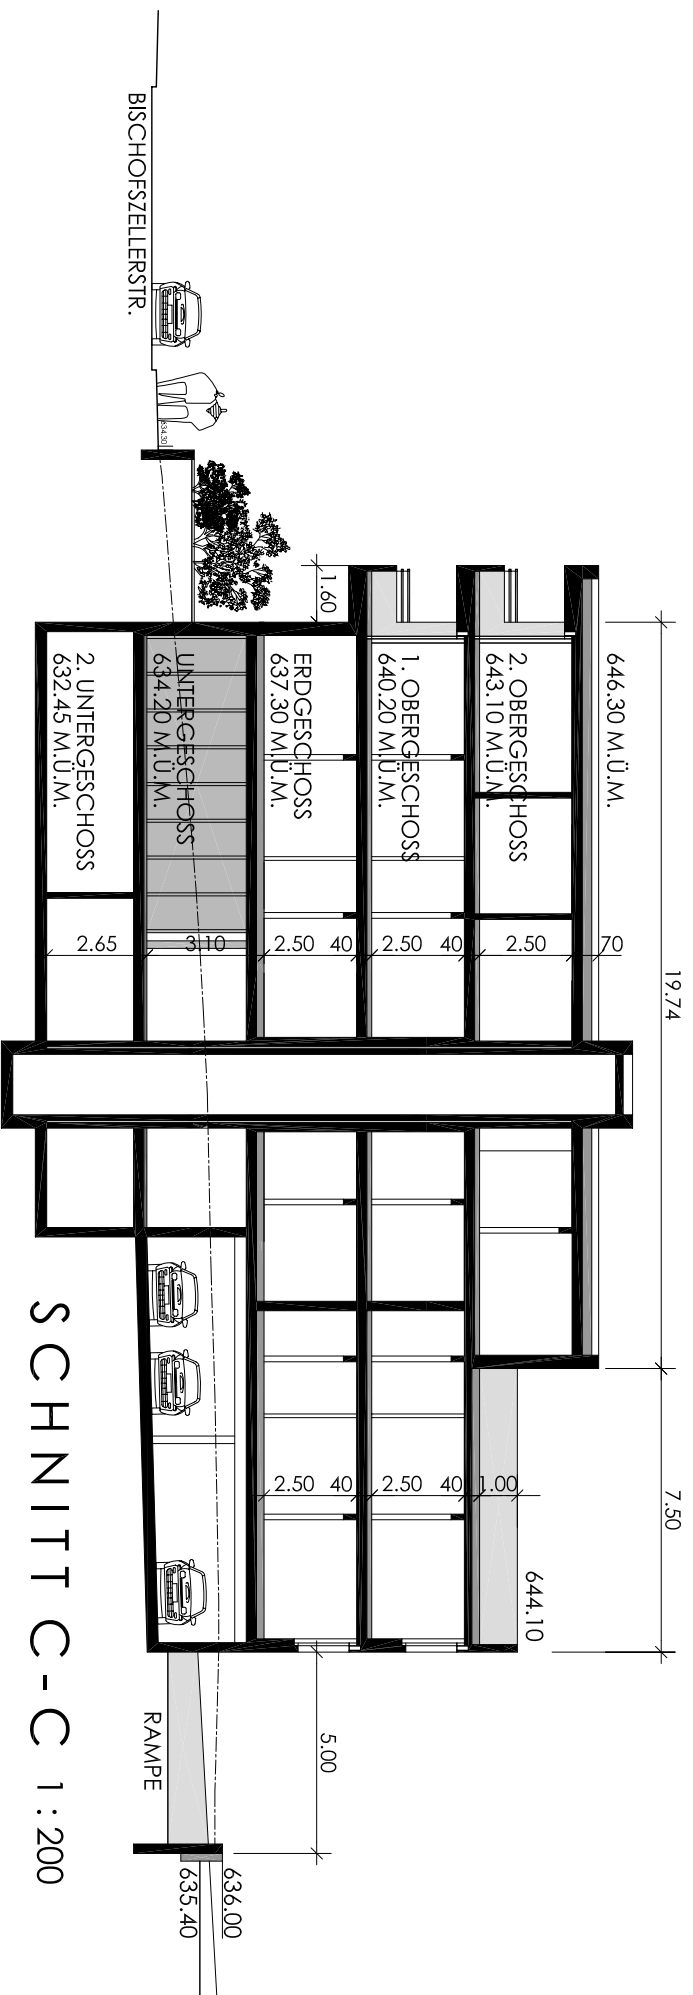 19.74
7.50
646.30 M.Ü.M.
644.10
70
2. OBERGESCHOSS
643.10 M.Ü.M.
2.50
1.00
40
40
1. OBERGESCHOSS
640.20 M.Ü.M.
2.50
2.50
40
40
1.60
ERDGESCHOSS
637.30 M.Ü.M.
2.50
2.50
5.00
636.00
635.40
UNTERGESCHOSS
634.20 M.Ü.M.
3.10
634.30
BISCHOFSZELLERSTR.
RAMPE
2. UNTERGESCHOSS
632.45 M.Ü.M.
2.65
SCHNITT C-C 1:200